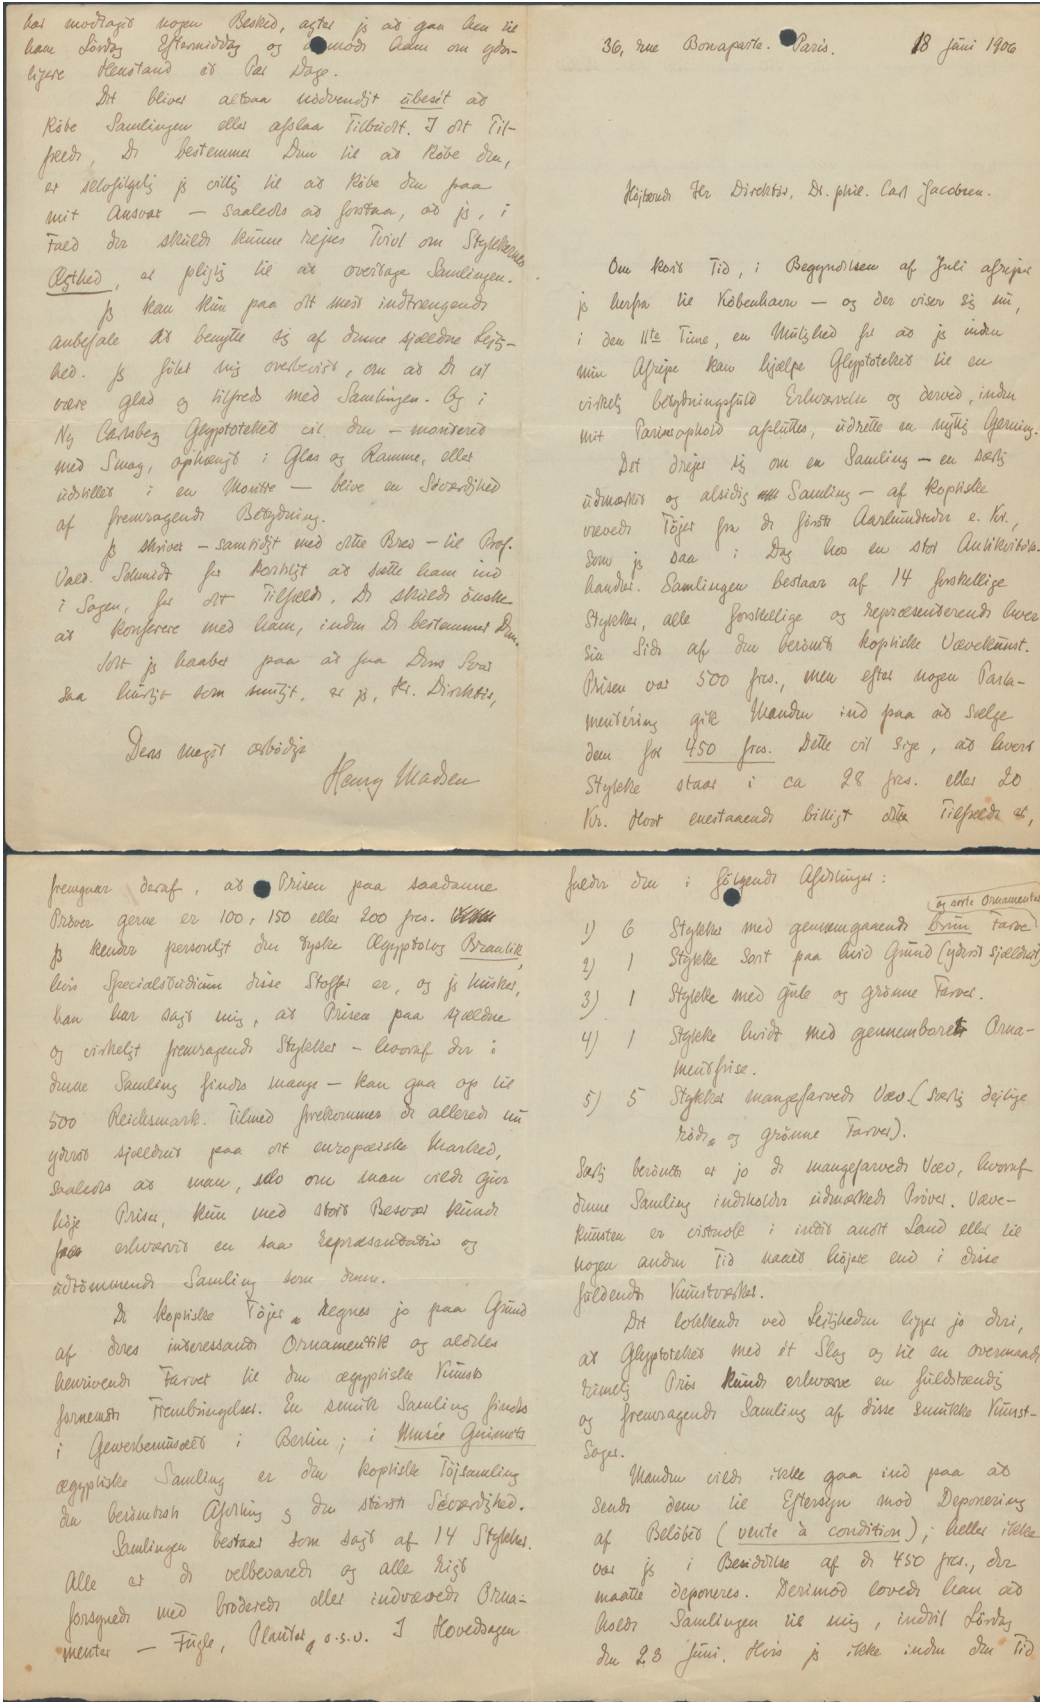 36, rue Bonaparte. Paris. 18 Juni 1906
Højtærede Hr Direktør, Dr. phil. Carl Jacobsen.
Om kort Tid, i Begyndelsen af Juli afrejser
jeg herfra til København — og der viser sig nu,
i den 11te Time, en Mulighed for at jeg inden
min Afrejse kan hjælpe Glyptoteket til en
virkelig betydningsfuld Erhvervelse og derved, inden
mit Pariserophold afsluttes, udrette en nyttig Gerning.
Det drejer sig om en Samling — en særlig
udmærket og alsidig Samling — af koptiske
vævede Tøjer fra de første Aarhundreder e. Kr.,
som jeg saa i Dag hos en stor Antikvitets-
handler. Samlingen bestaar af 14 forskellige
Stykker, alle forskellige og repræsenterende hver
sin Side af den berømte koptiske Vævekunst.
Prisen var 500 frcs., men efter nogen Parla-
mentéring gik Manden ind paa at sælge
dem for 450 frcs. Dette vil sige, at hvert
Stykke staar i ca 28 frcs. eller 20
Kr. Hvor enestaaende billigt dette Tilfælde er,
fremgaar deraf, at Prisen paa saadanne
Prøver gerne er 100, 150 eller 200 frcs.
Jeg kender personligt den tyske Ægyptolog
hvis Specialstudium disse Stoffer er, og jeg husker,
han har sagt mig, at Prisen paa sjældne
og virkeligt fremragende Stykker — hvoraf der i
denne Samling findes mange — kan gaa op til
500 Reichsmark. Tilmed forekommer de allerede nu
yderst sjældent paa det europæiske Marked,
saaledes at man, selv om man vilde give
høje Priser, kun med stort Besvær kunde
faa erhvervet en saa repræsentativ og
udtømmende Samling som denne.
De koptiske Tøjer regnes jo paa Grund
af deres interessante Ornamentik og aldeles
henrivende Farver til den ægyptiske Kunsts
fornemste Frembringelser. En smuk Samling findes
i Gewerbemuseet i Berlin; i Musée Guimets
ægyptiske Samling er den koptiske Tøjsamling
den berømteste Afdeling og den største Seværdighed.
Samlingen bestaar som sagt af 14 Stykker.
Alle er de velbevarede og alle rigt
forsynede med broderede eller indvævede Orna-
menter — Fugle, Planter, o.s.v. I Hovedsagen
falder den i følgende Afdelinger:
og sorte Ornamenter
1) 6 Stykker med gennemgaaende brun Farve
2) 1 Stykke Sort paa hvid Grund (yderst sjældent)
3) 1 Stykke med gule og grønne Farver.
4) 1 Stykke hvidt med gennemboret Orna-
mentfrise.
5) 5 Stykker mangefarvede Væv (særlig dejlige
røde og grønne Farver).
Særlig berømte er jo de mangefarvede Væv, hvoraf
denne Samling indeholder udmærkede Prøver. Væve-
kunsten er vistnok i intet andet Land eller til
nogen anden Tid naaet højere end i disse
fuldendte Kunstværker.
Det lokkende ved Lejligheden ligger jo deri,
at Glyptoteket med ét Slag og til en overmaade
rimelig Pris kunde erhverve en fuldstændig
og fremragende Samling af disse smukke Kunst-
Sager.
Manden vilde ikke gaa ind paa at
sende dem til Eftersyn mod Deponering
af Beløbet (vente à condition); heller ikke
var jeg i Besiddelse af de 450 frcs., der
maatte deponeres. Derimod lovede han at
holde Samlingen til mig, indtil Lørdag
den 23 Juni. Hvis jeg ikke inden den Tid
har modtaget nogen Besked, agter jeg at gaa hen til
ham Lørdag Eftermiddag og anmode ham om yder-
ligere Henstand et Par Dage.
Det bliver altsaa nødvendigt ubeset at
købe Samlingen eller afslaa Tilbudet. I det Til-
fælde, De bestemmer Dem til at købe den,
er selvfølgelig jeg villig til at købe den paa
mit Ansvar — saaledes at forstaa, at jeg, i
Fald der skulde kunne rejses Tvivl om Stykkernes
Ægthed, er pligtig til at overtage Samlingen.
Jeg kan kun paa det mest indtrængende
anbefale at benytte sig af denne sjældne Lejlig-
hed. Jeg føler mig overbevist, om at De vil
være glad og tilfreds med Samlingen. Og i
Ny Carlsberg Glyptoteket vil den — monteret
med Smag, ophængt i Glas og Ramme, eller
udstillet i en Montre — blive en Seværdighed
af fremragende Betydning.
Jeg skriver — samtidigt med dette Brev — til Prof.
Vald. Schmidt for kortligt at sætte ham ind
i Sagen, for det Tilfælde, De skulde ønske
at konferere med ham, inden De bestemmer Dem.
Idet jeg haaber paa at faa Deres Svar
saa hurtigt som muligt, er jeg, Hr. Direktør,
Deres meget ærbødige
Henry Madsen